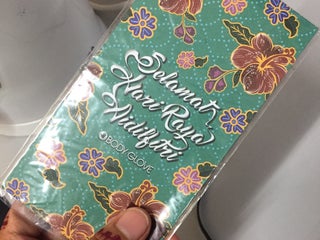 Selamat
Hari Raya
Aidilfitri
BODY GLOVE